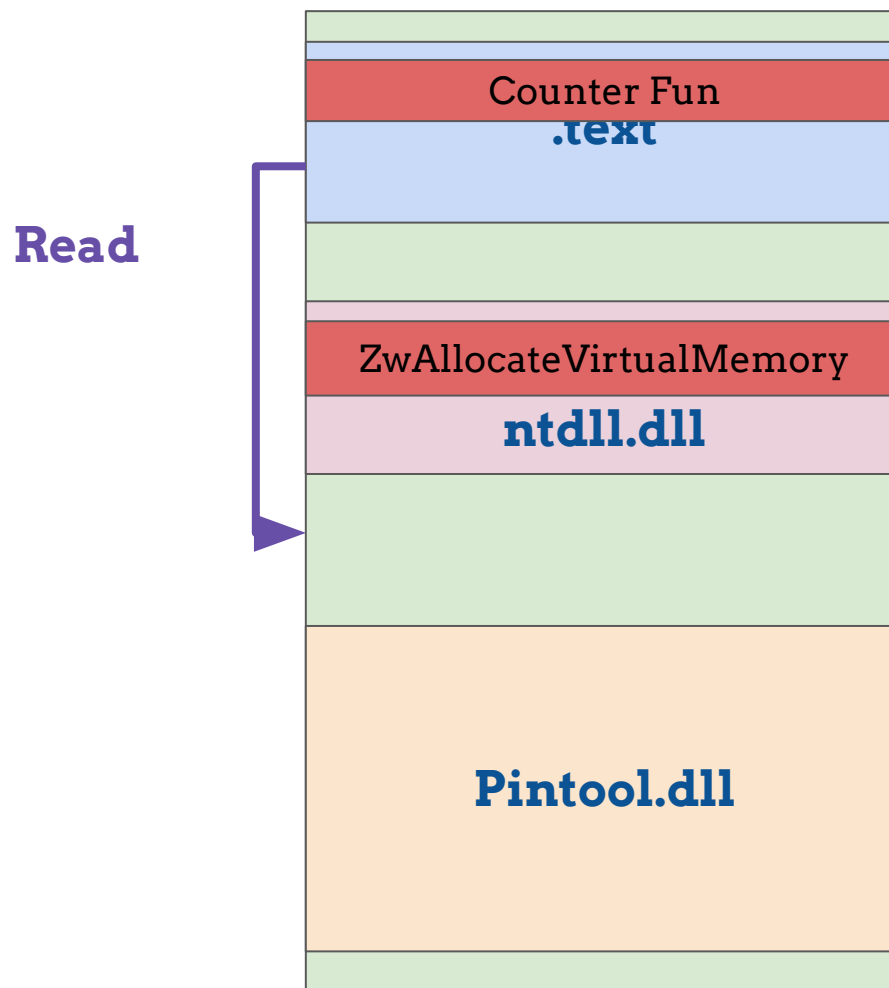 Counter Fun
.text
Read
ZwAllocateVirtualMemory
ntdll.dll
Pintool.dll